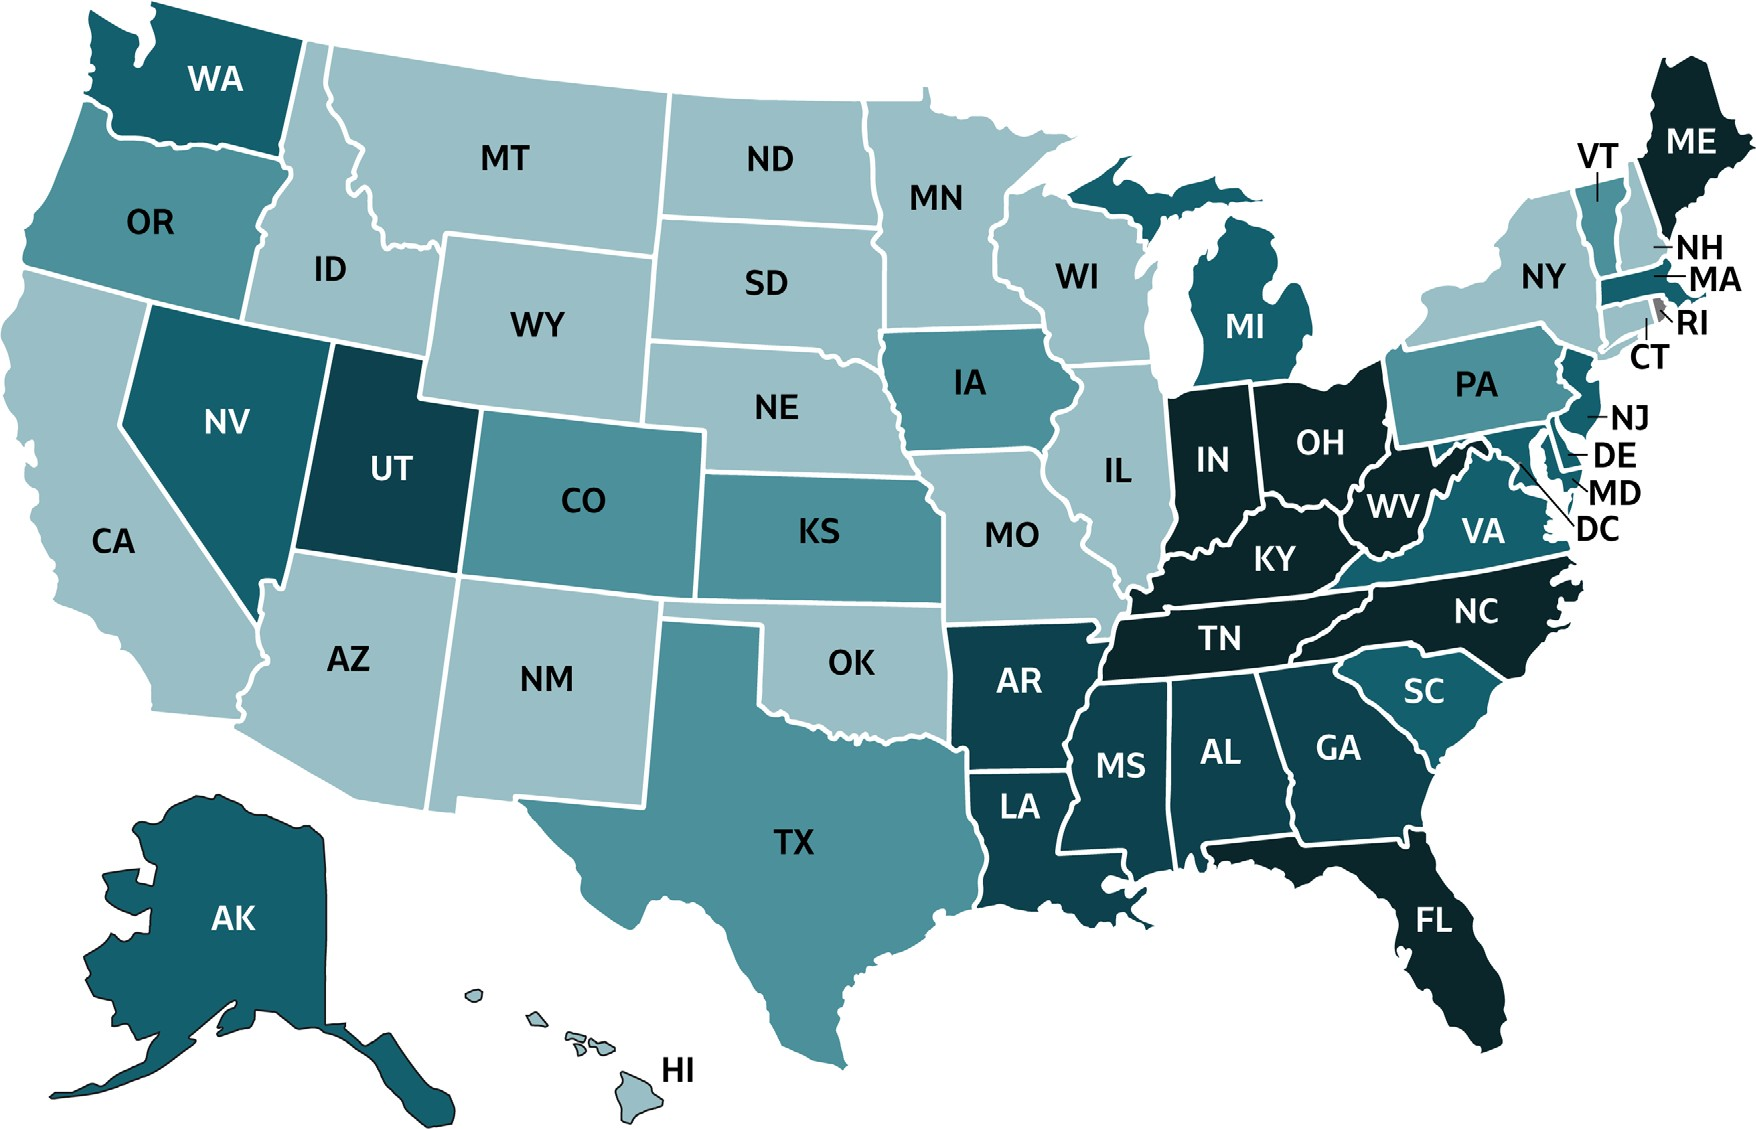 WA
ME
VT
MT
ND
MN
OR
NH
ID
WI
NY
MA
SD
WY
MI
RI
CT
IA
PA
NE
NV
NJ
OH
DE
UT
IN
IL
MD
CO
WV
DC
KS
MO
VA
CA
KY
NC
TN
AZ
OK
NM
AR
SC
GA
AL
MS
LA
TX
AK
FL
HI